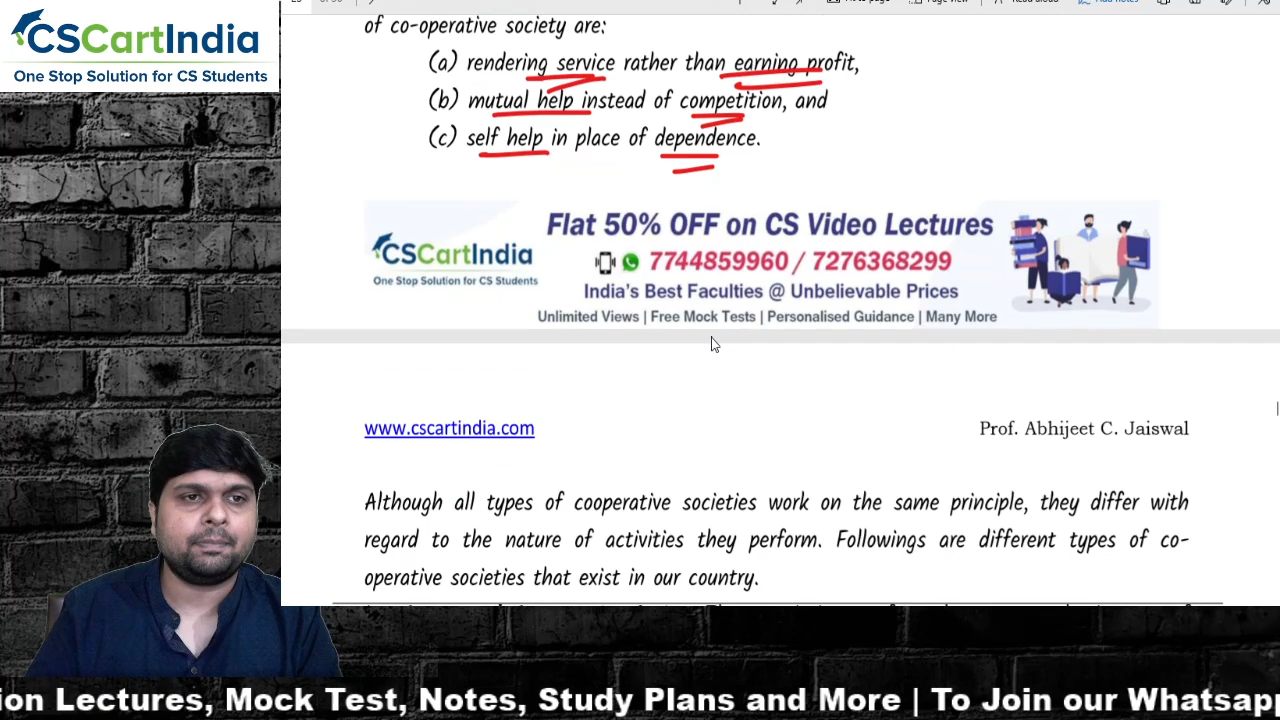 CSCartIndia
One Stop Solution for CS Students
of co-operative society are:
(a) rendering service rather than earning profit,
(b) mutual help instead of competition, and
(c) self help in place of dependence.
Flat 50% OFF on CS Video Lectures
CSCartIndia
7744859960 / 7276368299
One Stop Solution for CS Students
India's Best Faculties @ Unbelievable Prices
Unlimited Views | Free Mock Tests | Personalised Guidance | Many More
www.cscartindia.com
Prof. Abhijeet C. Jaiswal
Although all types of cooperative societies work on the same principle, they differ with
regard to the nature of activities they perform. Followings are different types of co-
operative societies that exist in our country.
ion Lectures, Mock Test, Notes, Study Plans and More | To Join our Whatsapp